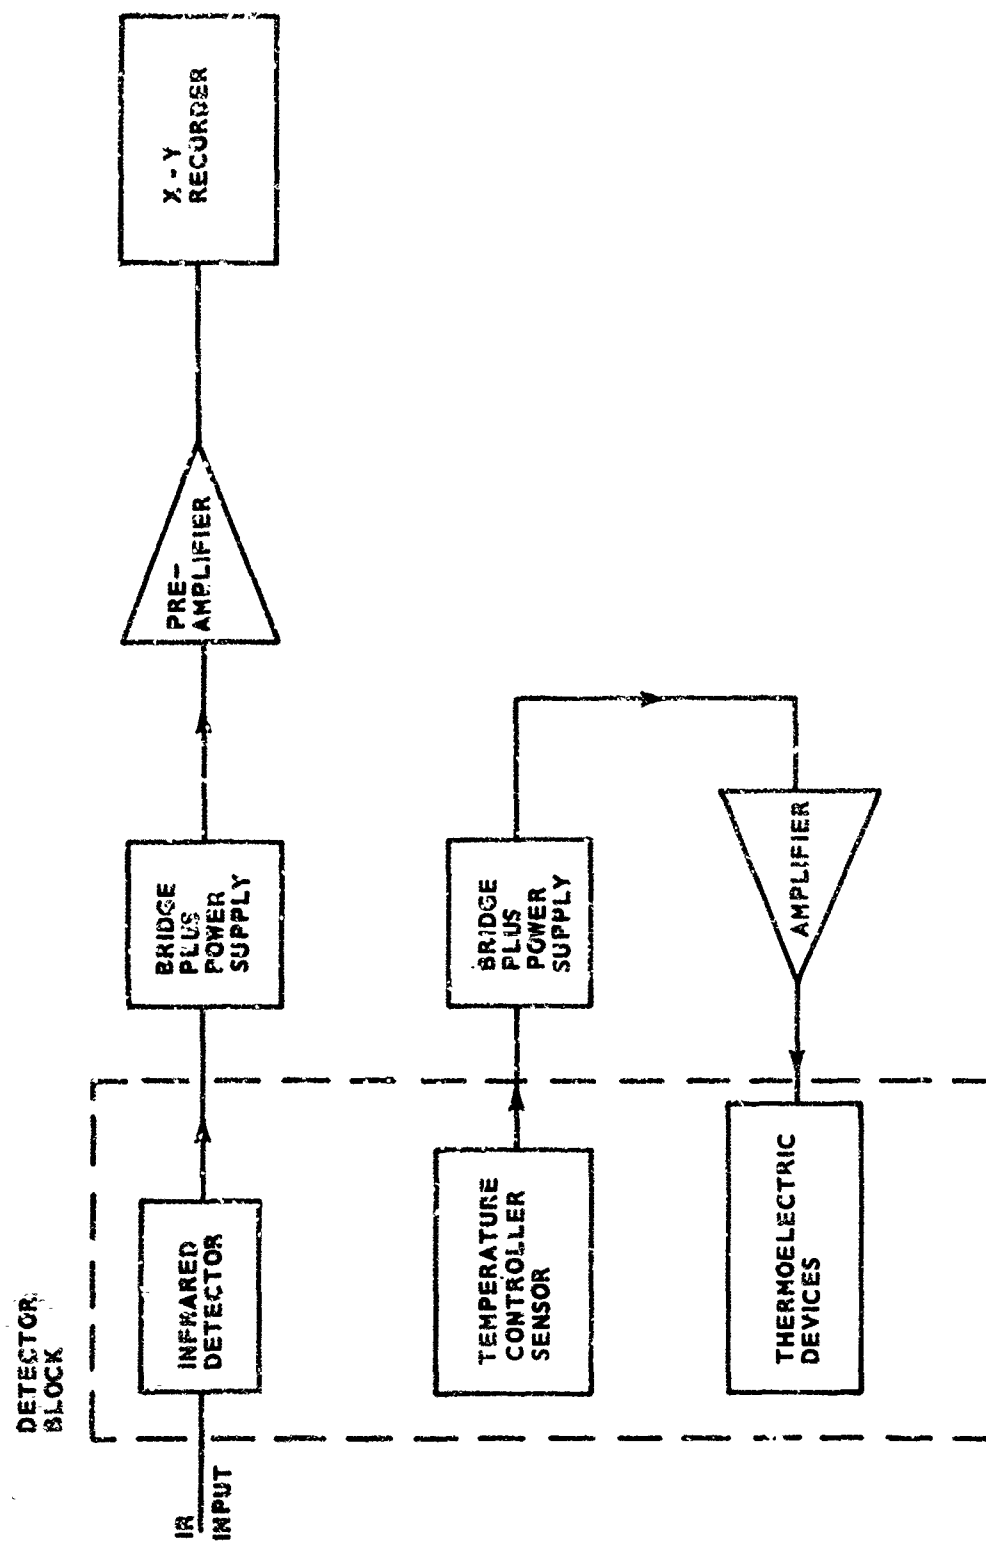 DETECTOR
BLOCK
IR
INPUT
INFRARED
DETECTOR
BRIDGE
PLUS
POWER
SUPPLY
PRE-
AMPLIFIER
X-Y
RECORDER
TEMPERATURE
CONTROLLER
SENSOR
BRIDGE
PLUS
POWER
SUPPLY
THERMOELECTRIC
DEVICES
AMPLIFIER